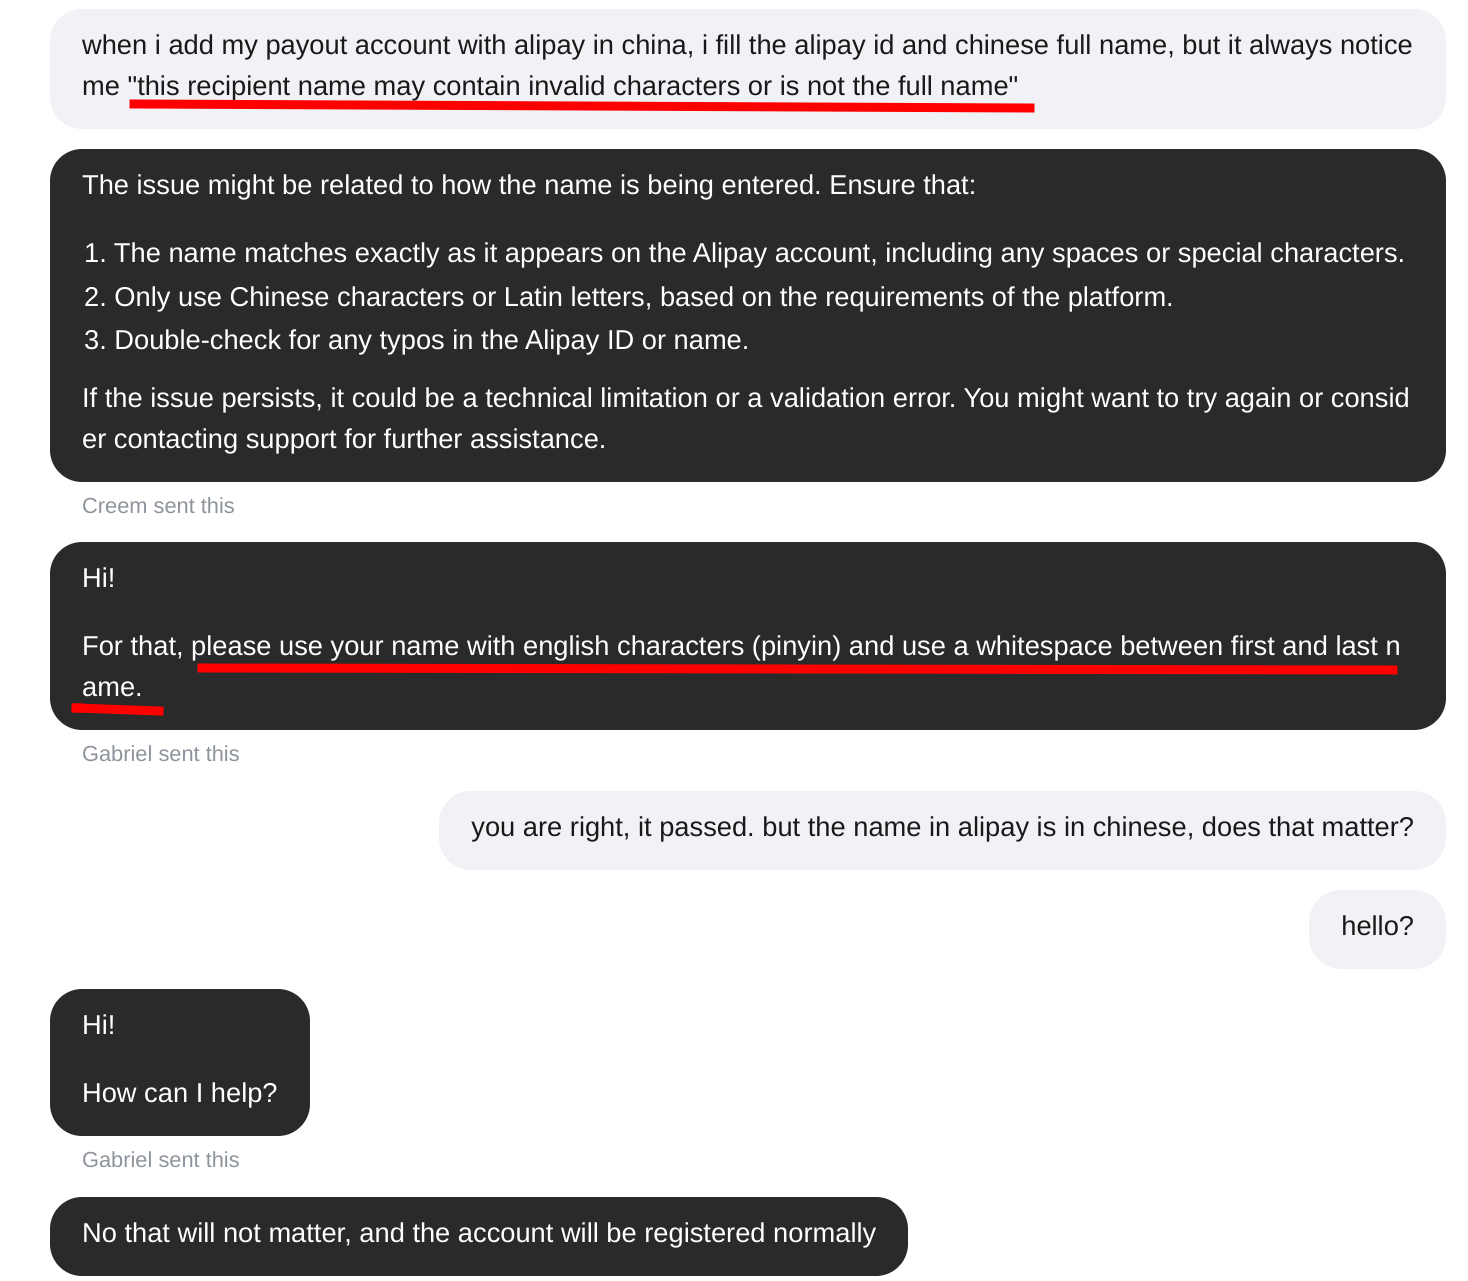 when i add my payout account with alipay in china, i fill the alipay id and chinese full name, but it always notice
me "this recipient name may contain invalid characters or is not the full name"
The issue might be related to how the name is being entered. Ensure that:
1. The name matches exactly as it appears on the Alipay account, including any spaces or special characters.
2. Only use Chinese characters or Latin letters, based on the requirements of the platform.
3. Double-check for any typos in the Alipay ID or name.
If the issue persists, it could be a technical limitation or a validation error. You might want to try again or consid
er contacting support for further assistance.
Creem sent this
Hi!
For that, please use your name with english characters (pinyin) and use a whitespace between first and last n
ame.
Gabriel sent this
you are right, it passed. but the name in alipay is in chinese, does that matter?
hello?
Hi!
How can I help?
Gabriel sent this
No that will not matter, and the account will be registered normally